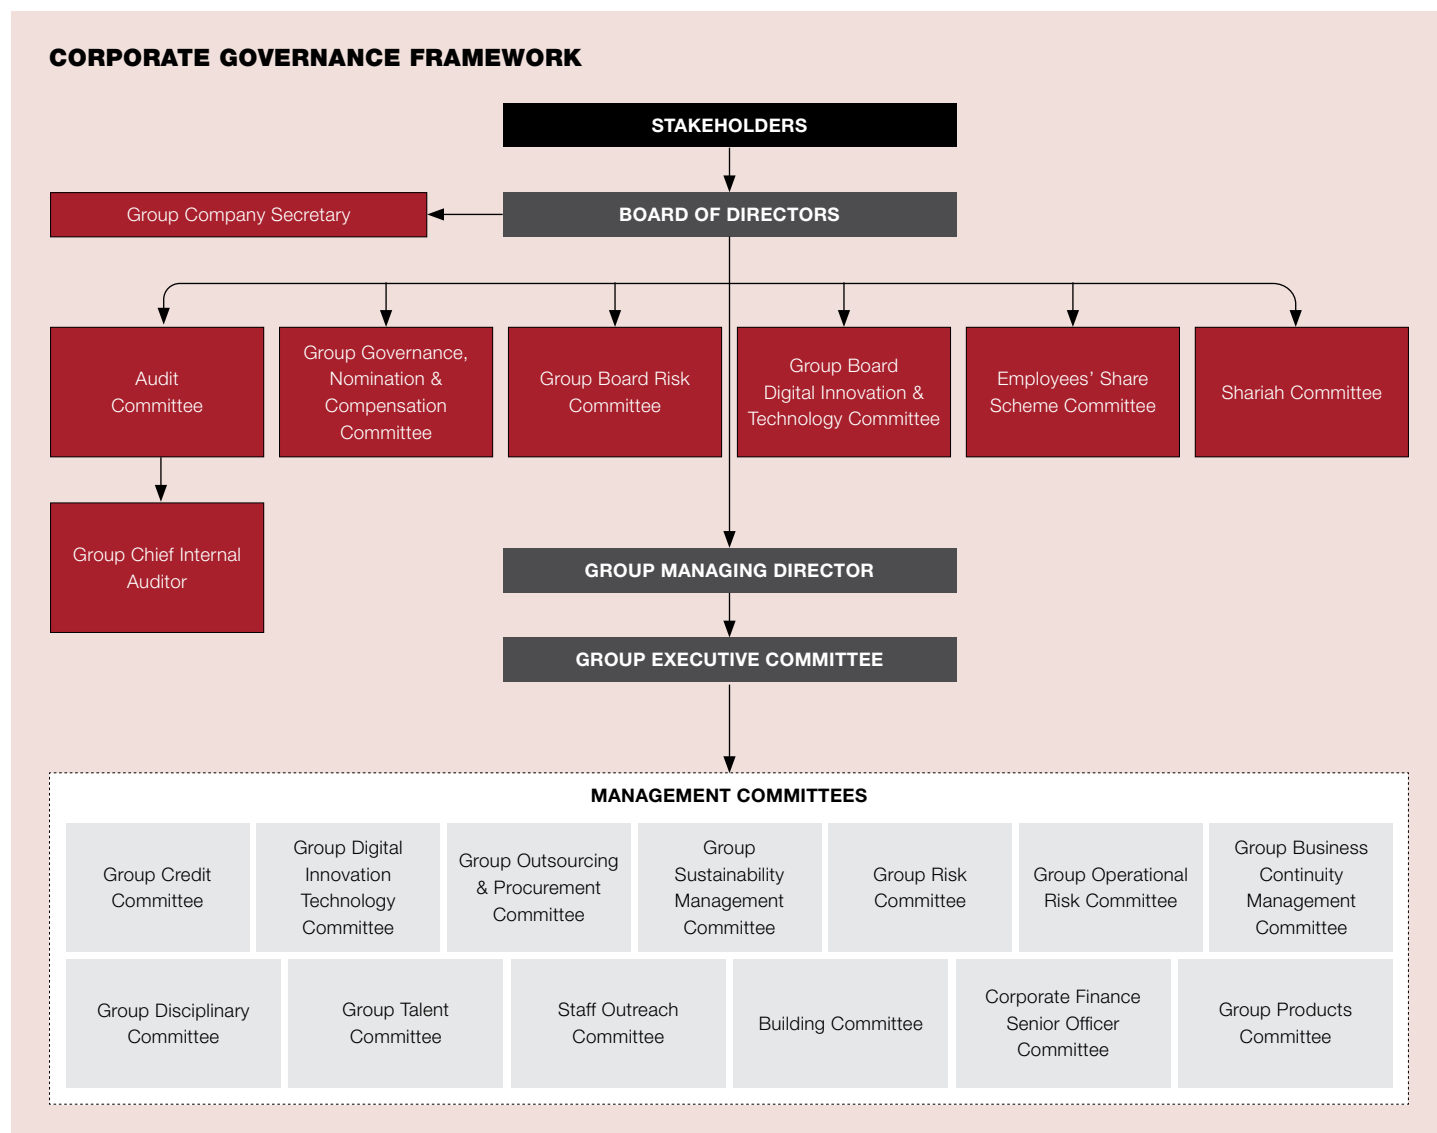 CORPORATE GOVERNANCE FRAMEWORK
STAKEHOLDERS
Group Company Secretary
BOARD OF DIRECTORS
Audit
Committee
Group Governance,
Nomination &
Compensation
Committee
Group Board Risk
Committee
Group Board
Digital Innovation &
Technology Committee
Employees’ Share
Scheme Committee
Shariah Committee
Group Chief Internal
Auditor
GROUP MANAGING DIRECTOR
GROUP EXECUTIVE COMMITTEE
MANAGEMENT COMMITTEES
Group Credit
Committee
Group Digital
Innovation
Technology
Committee
Group Outsourcing
& Procurement
Committee
Group
Sustainability
Management
Committee
Group Risk
Committee
Group Operational
Risk Committee
Group Business
Continuity
Management
Committee
Group Disciplinary
Committee
Group Talent
Committee
Staff Outreach
Committee
Building Committee
Corporate Finance
Senior Officer
Committee
Group Products
Committee